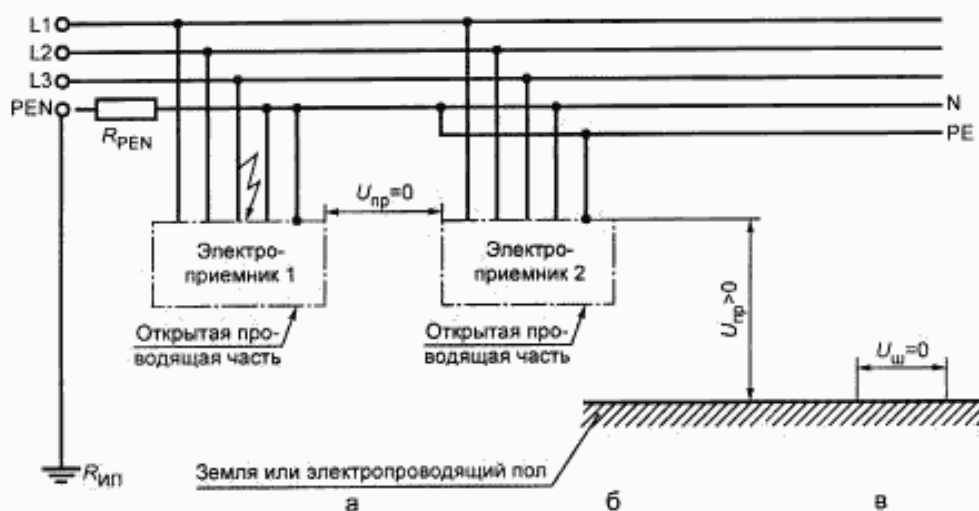 L1
L2
L3
PEN
R_PEN
N
PE
U_пр=0
Электро-
приемник 1
Электро-
приемник 2
Открытая про-
водящая часть
Открытая про-
водящая часть
U_пр>0
U_ш=0
Земля или электропроводящий пол
R_ИП
а
б
в